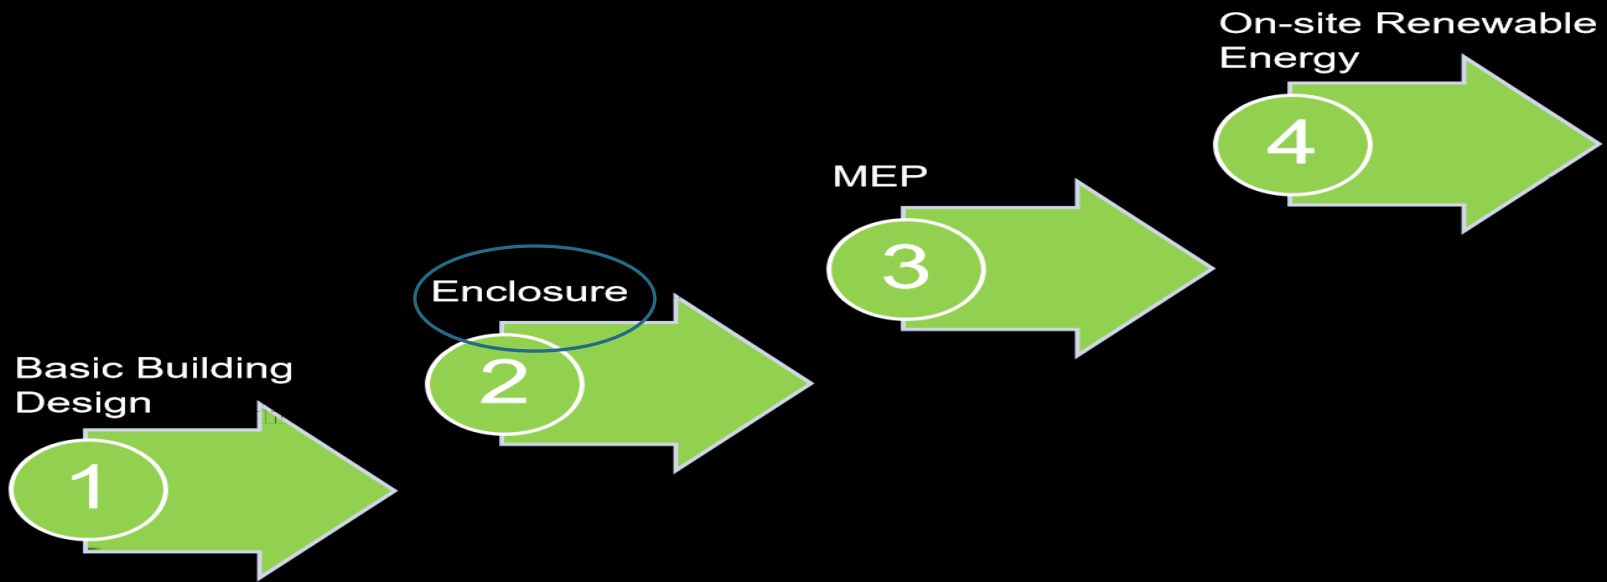 Basic Building
Design
1
Enclosure
2
MEP
3
On-site Renewable
Energy
4